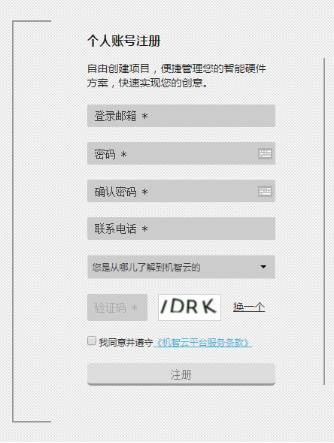 个人账号注册
自由创建项目，便捷管理您的智能硬件
方案，快速实现您的创意。
登录邮箱 *
密码 *
确认密码 *
联系电话 *
您是从哪儿了解到机智云的
验证码 * /DRK 换一个
我同意并遵守《机智云平台服务条款》
注册